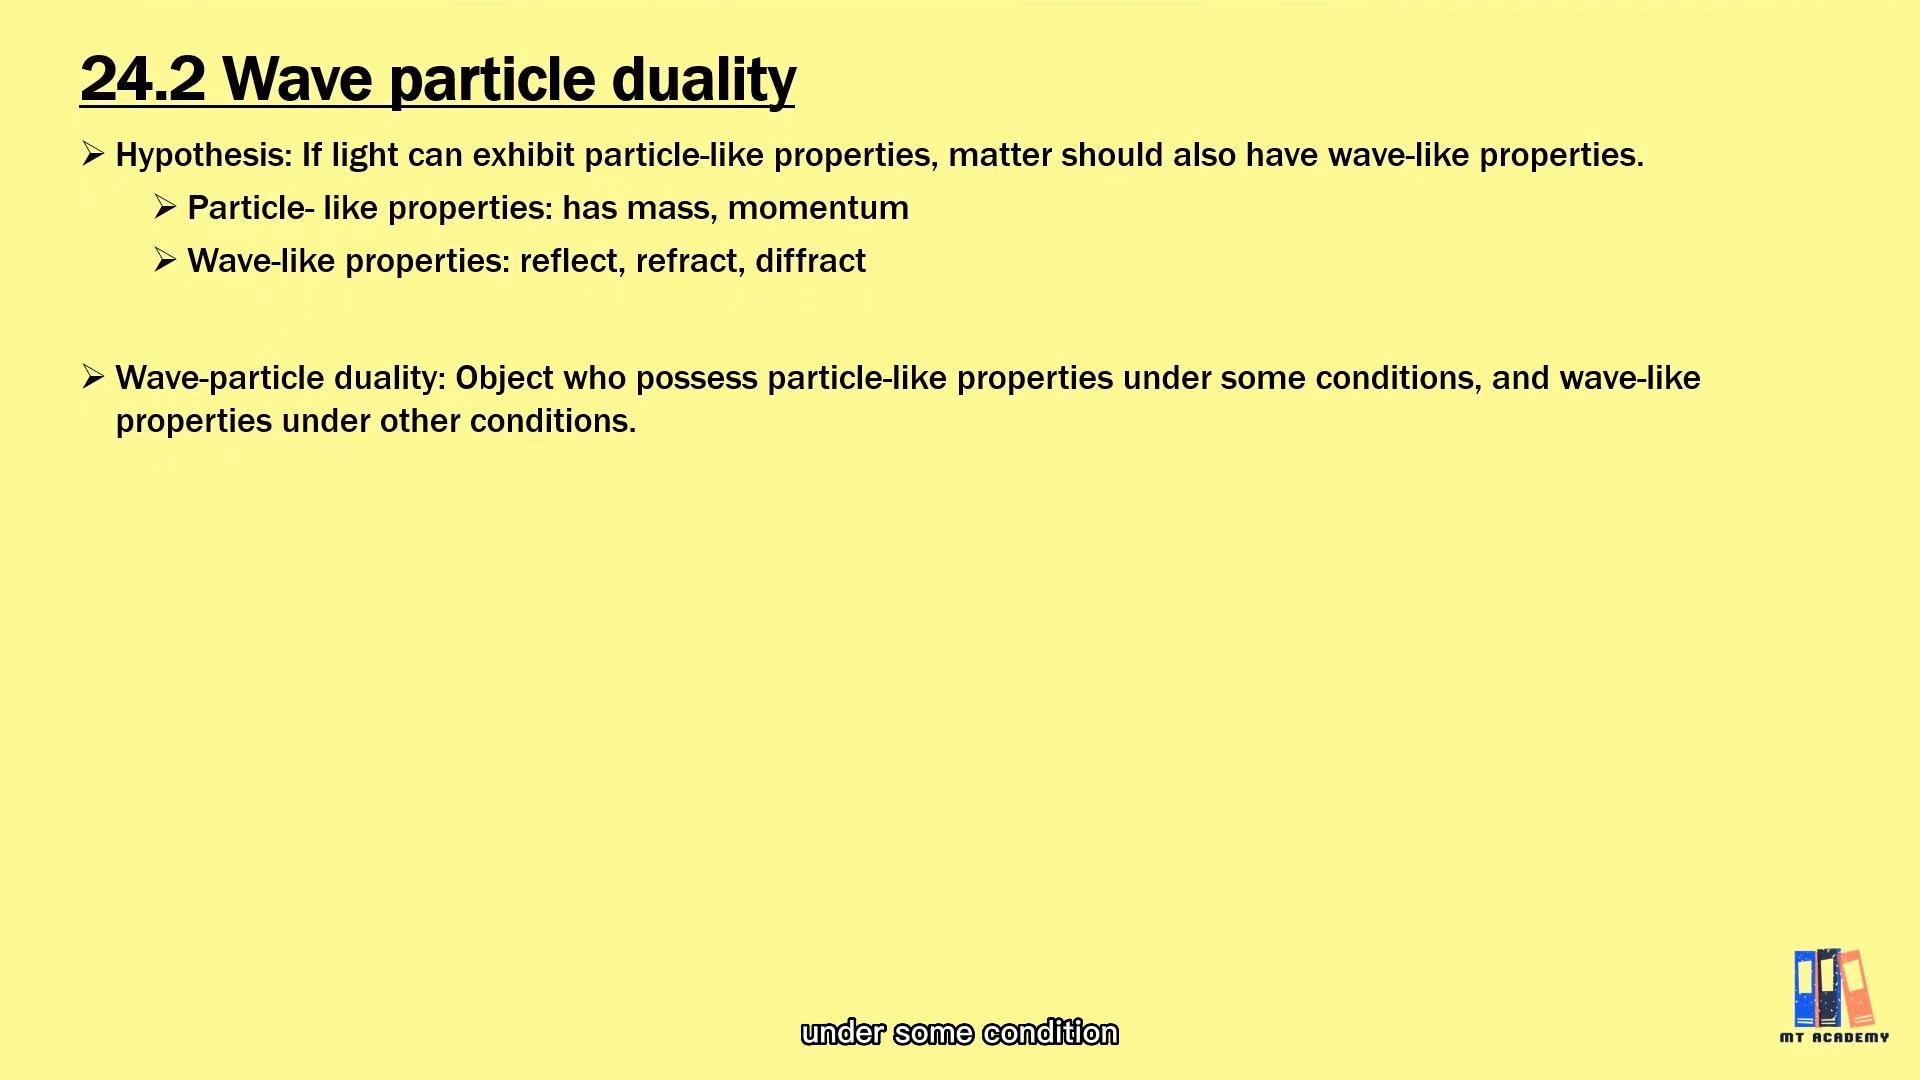 24.2 Wave particle duality
➢ Hypothesis: If light can exhibit particle-like properties, matter should also have wave-like properties.
➢ Particle- like properties: has mass, momentum
➢ Wave-like properties: reflect, refract, diffract
➢ Wave-particle duality: Object who possess particle-like properties under some conditions, and wave-like
properties under other conditions.
under some condition
MT ACADEMY